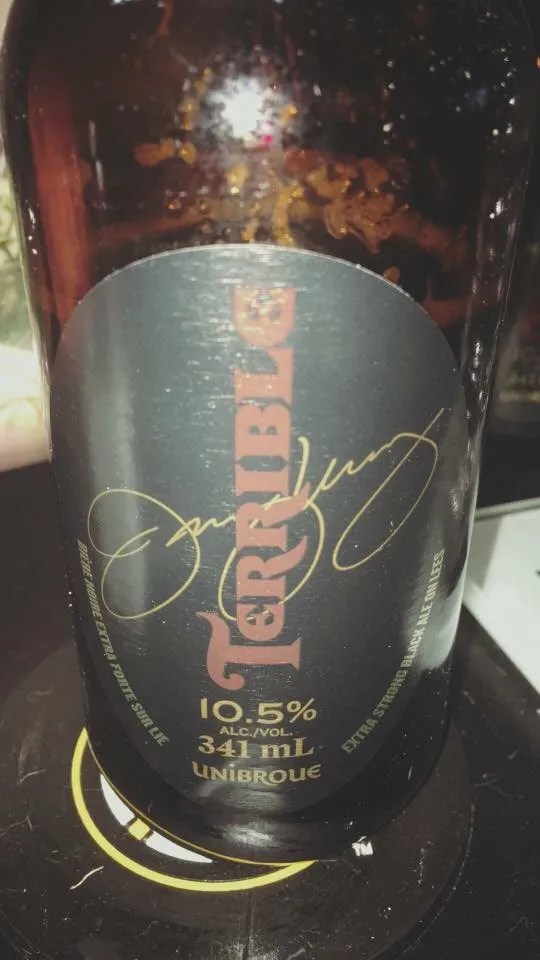 TERRIBLE
BIÈRE NOIRE EXTRA FORTE SUR LIE
EXTRA STRONG BLACK ALE ON LEES
10.5%
ALC./VOL.
341 mL
UNIBROUE
TM